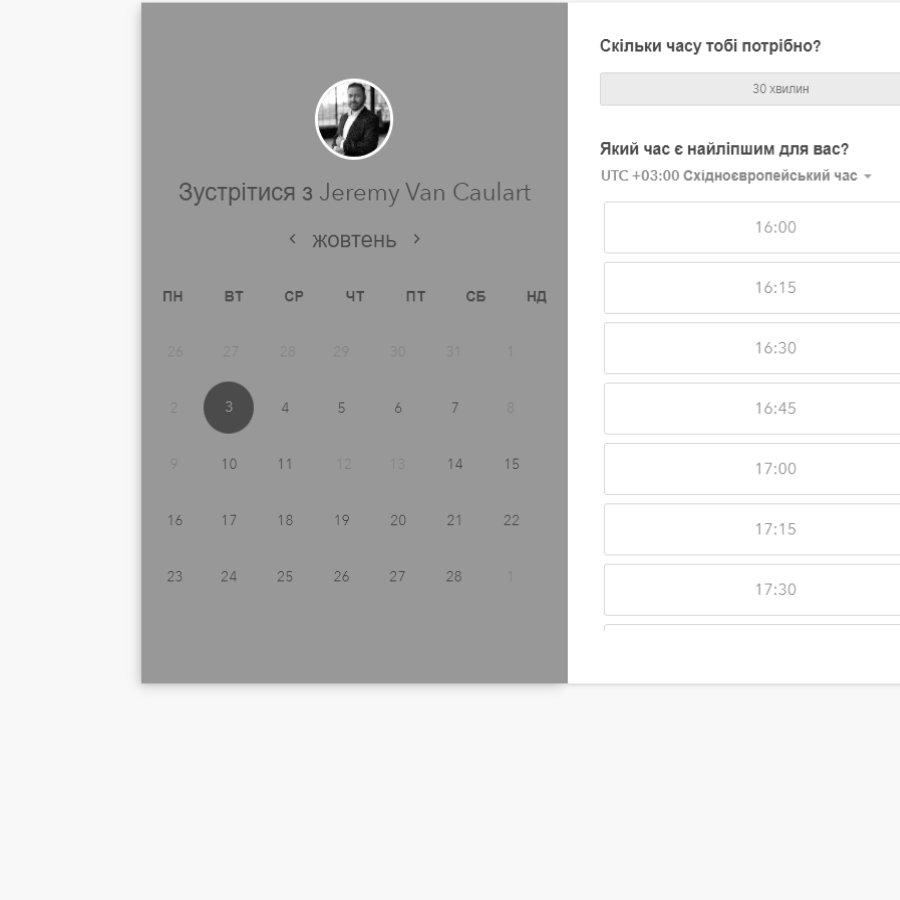 Зустрітися з Jeremy Van Caulart
жовтень
ПН ВТ СР ЧТ ПТ СБ НД
26 27 28 29 30 31 1
2 3 4 5 6 7 8
9 10 11 12 13 14 15
16 17 18 19 20 21 22
23 24 25 26 27 28 1
Скільки часу тобі потрібно?
30 хвилин
Який час є найліпшим для вас?
UTC +03:00 Східноєвропейський час
16:00
16:15
16:30
16:45
17:00
17:15
17:30